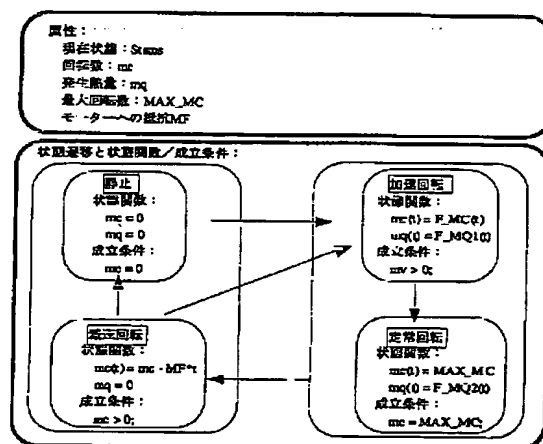 属性：
現在状態：Status
回転数：mc
発生熱量：mq
最大回転数：MAX_MC
モーターへの抵抗MF
状態遷移と状態関数／成立条件：
静止
状態関数：
mc = 0
mq = 0
成立条件：
mc = 0
加速回転
状態関数：
mc(t) = F_MC(t)
mq(t) = F_MQ1(t)
成立条件：
mv > 0;
減速回転
状態関数：
mc(t) = mc - MF*t
mq = 0
成立条件：
mc > 0;
定常回転
状態関数：
mc(t) = MAX_MC
mq(t) = F_MQ2(t)
成立条件：
mc = MAX_MC;